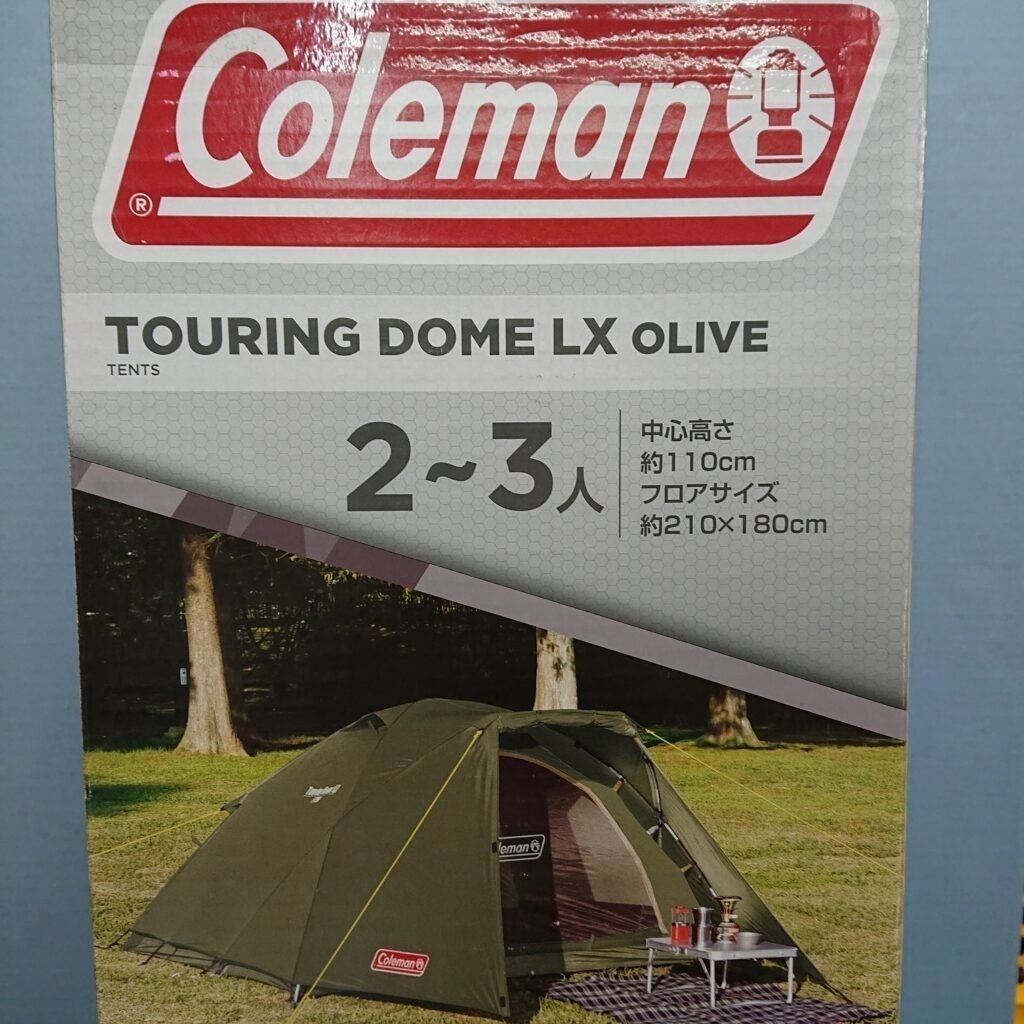 Coleman
®
TOURING DOME LX OLIVE
TENTS
2~3人
中心高さ
約110cm
フロアサイズ
約210×180cm
leman
Coleman